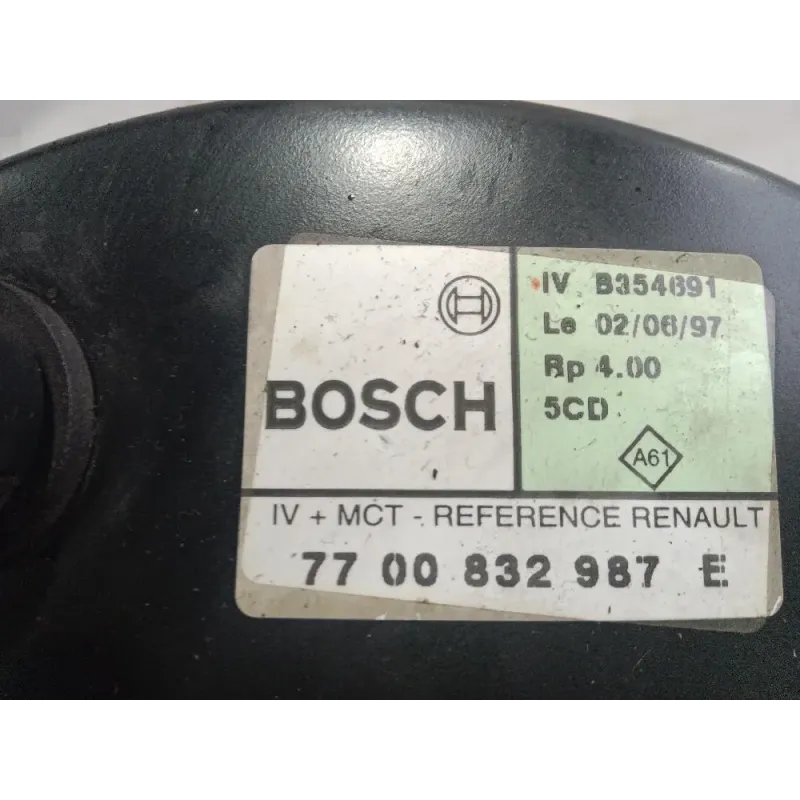 BOSCH
IV B354691
Le 02/06/97
Rp 4.00
5CD
A61
IV + MCT - REFERENCE RENAULT
77 00 832 987 E